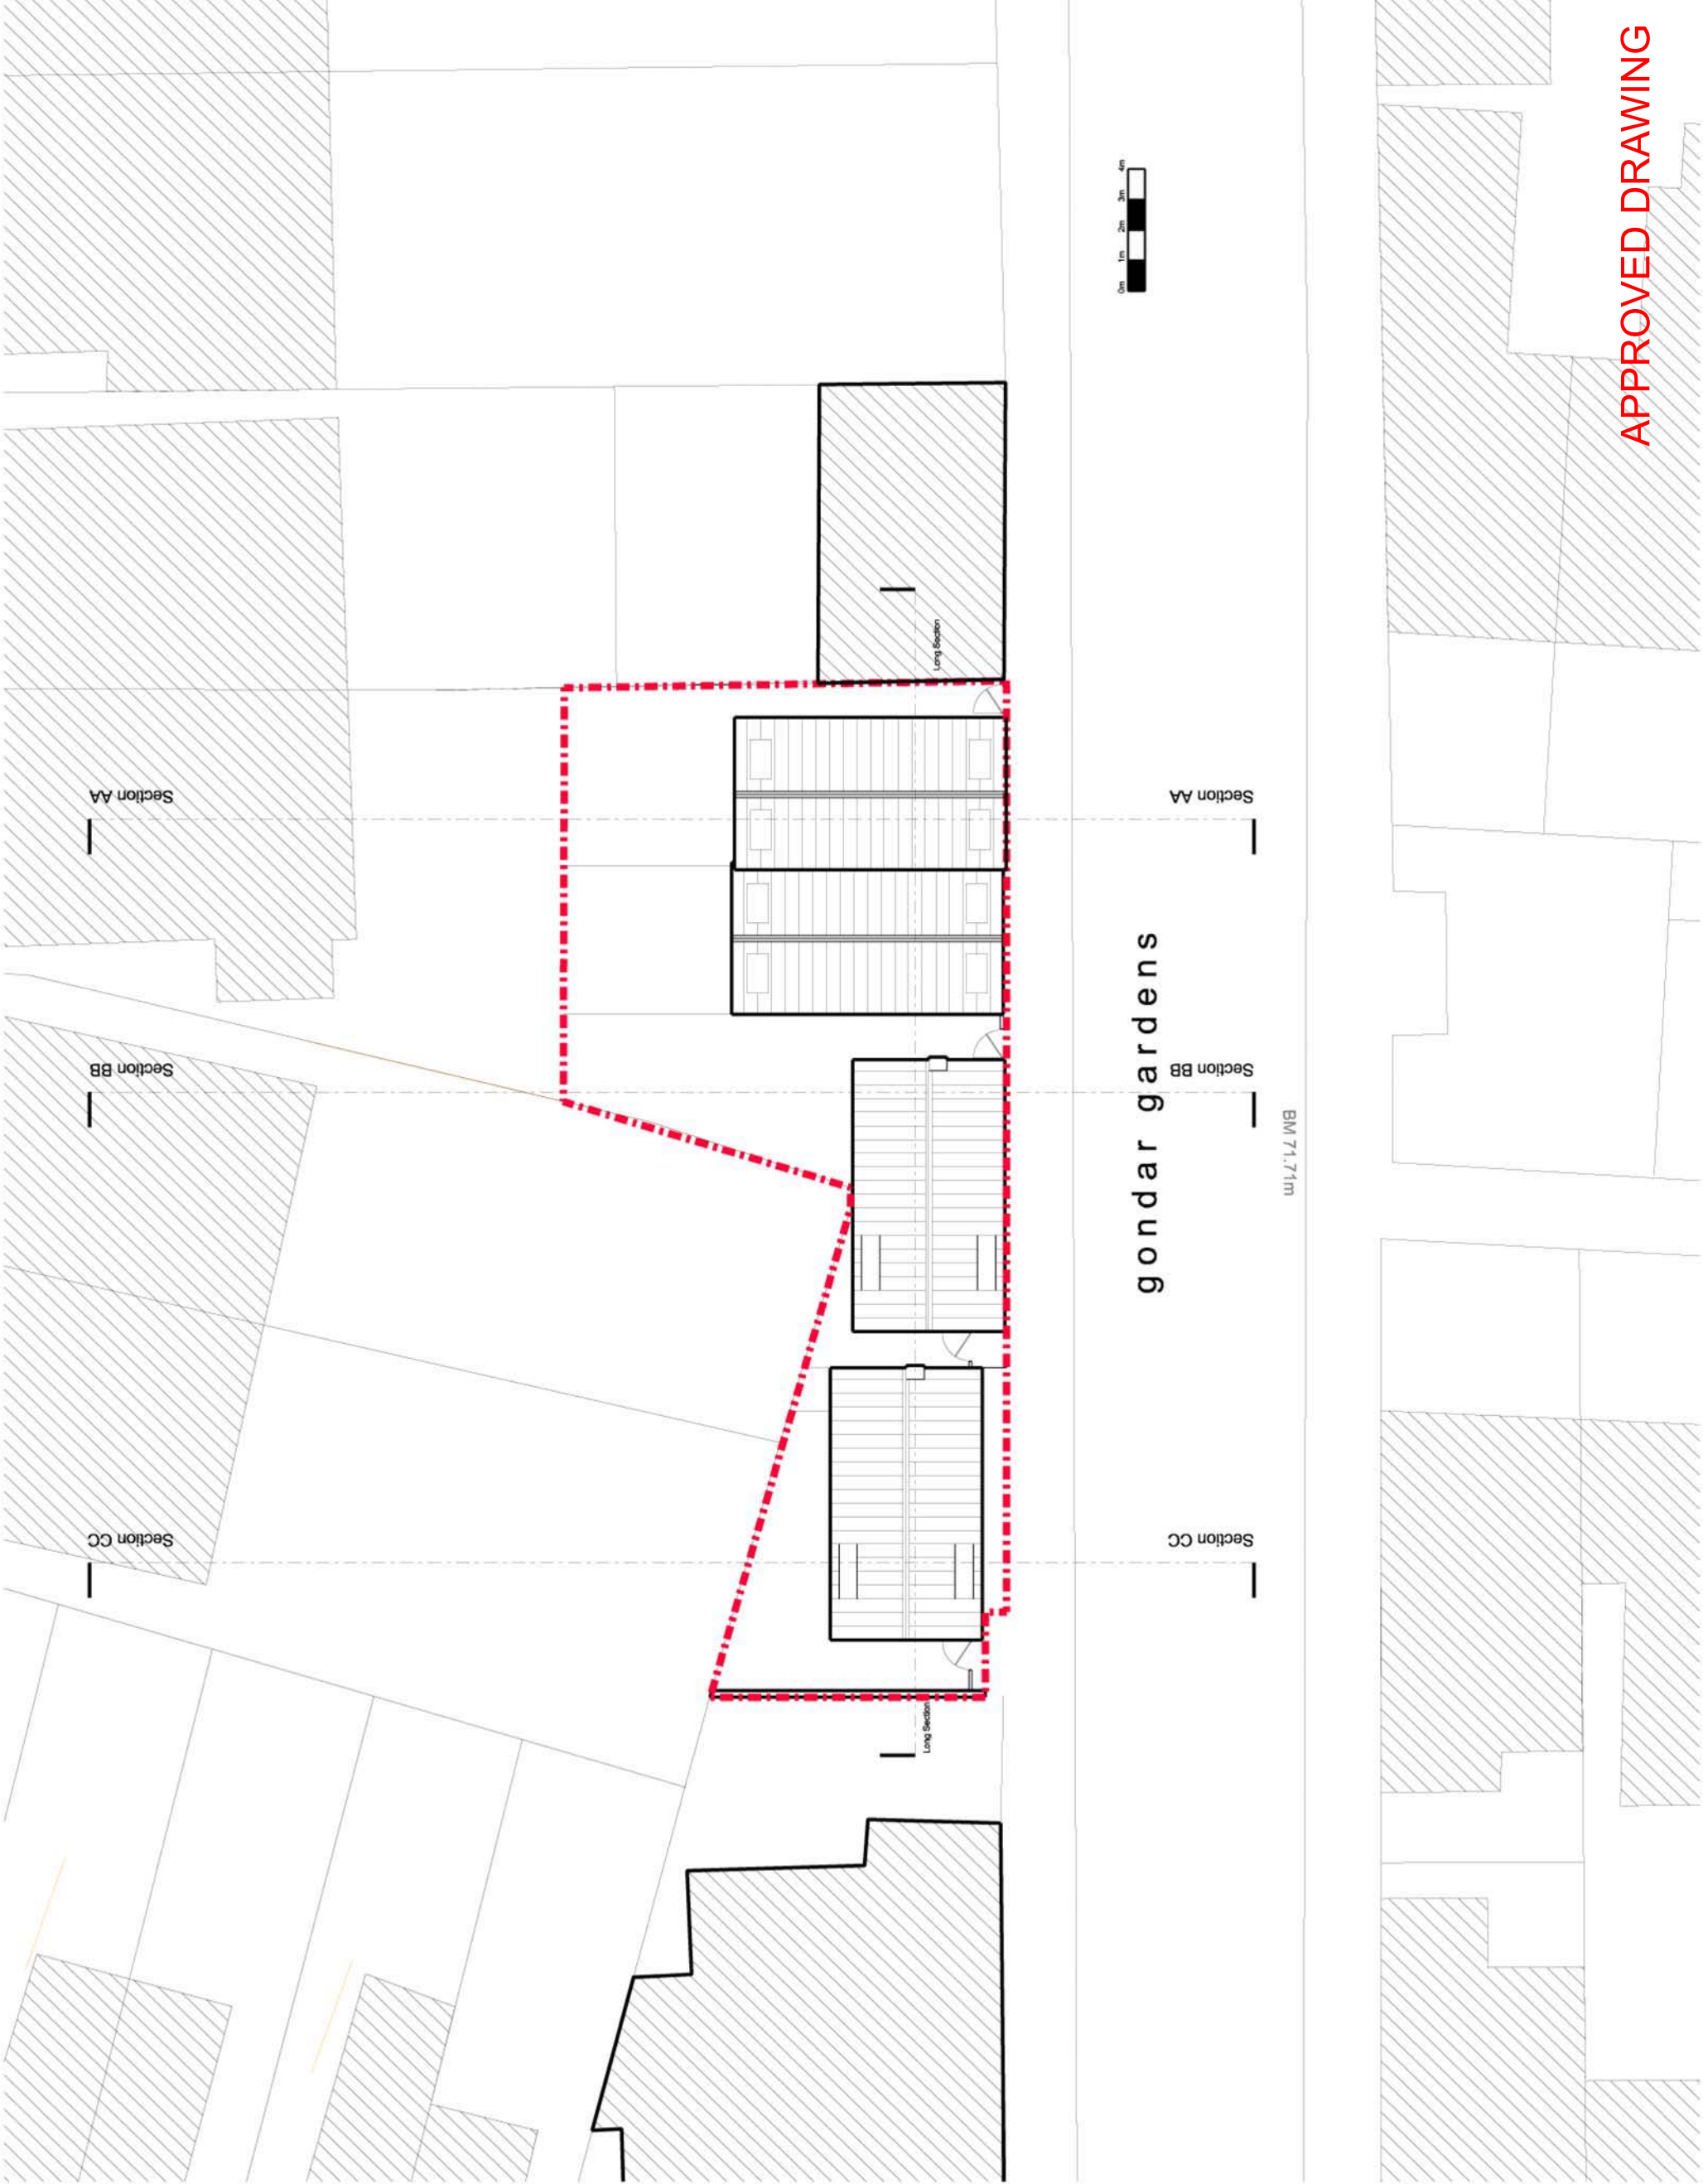 APPROVED DRAWING
0m 1m 2m 3m 4m
Long Section
Section AA
Section AA
gondar gardens
Section BB
Section BB
BM 71.71m
Section CC
Section CC
Long Section